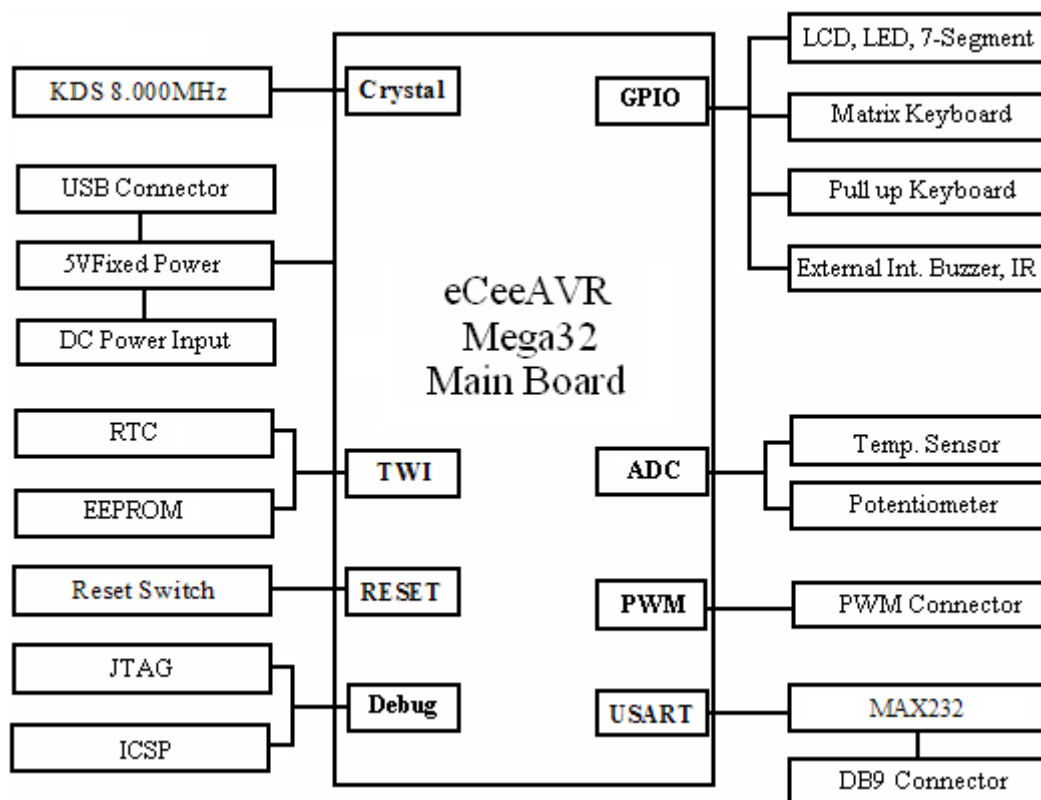 KDS 8.000MHz
USB Connector
5VFixed Power
DC Power Input
RTC
EEPROM
Reset Switch
JTAG
ICSP
Crystal
TWI
RESET
Debug
eCeeAVR
Mega32
Main Board
GPIO
ADC
PWM
USART
LCD, LED, 7-Segment
Matrix Keyboard
Pull up Keyboard
External Int. Buzzer, IR
Temp. Sensor
Potentiometer
PWM Connector
MAX232
DB9 Connector